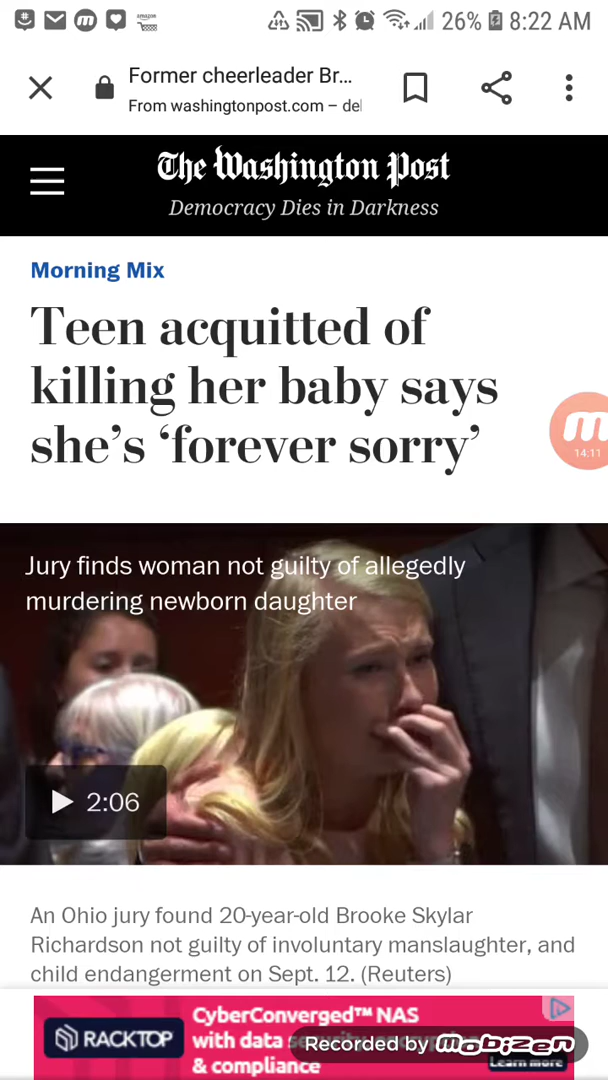 26% 8:22 AM
Former cheerleader Br...
From washingtonpost.com – del
The Washington Post
Democracy Dies in Darkness
Morning Mix
Teen acquitted of
killing her baby says
she's 'forever sorry'
m
14:11
Jury finds woman not guilty of allegedly
murdering newborn daughter
2:06
An Ohio jury found 20-year-old Brooke Skylar
Richardson not guilty of involuntary manslaughter, and
child endangerment on Sept. 12. (Reuters)
RACKTOP
CyberConverged™ NAS
with data
& compliance
Learn more
Recorded by mobizen